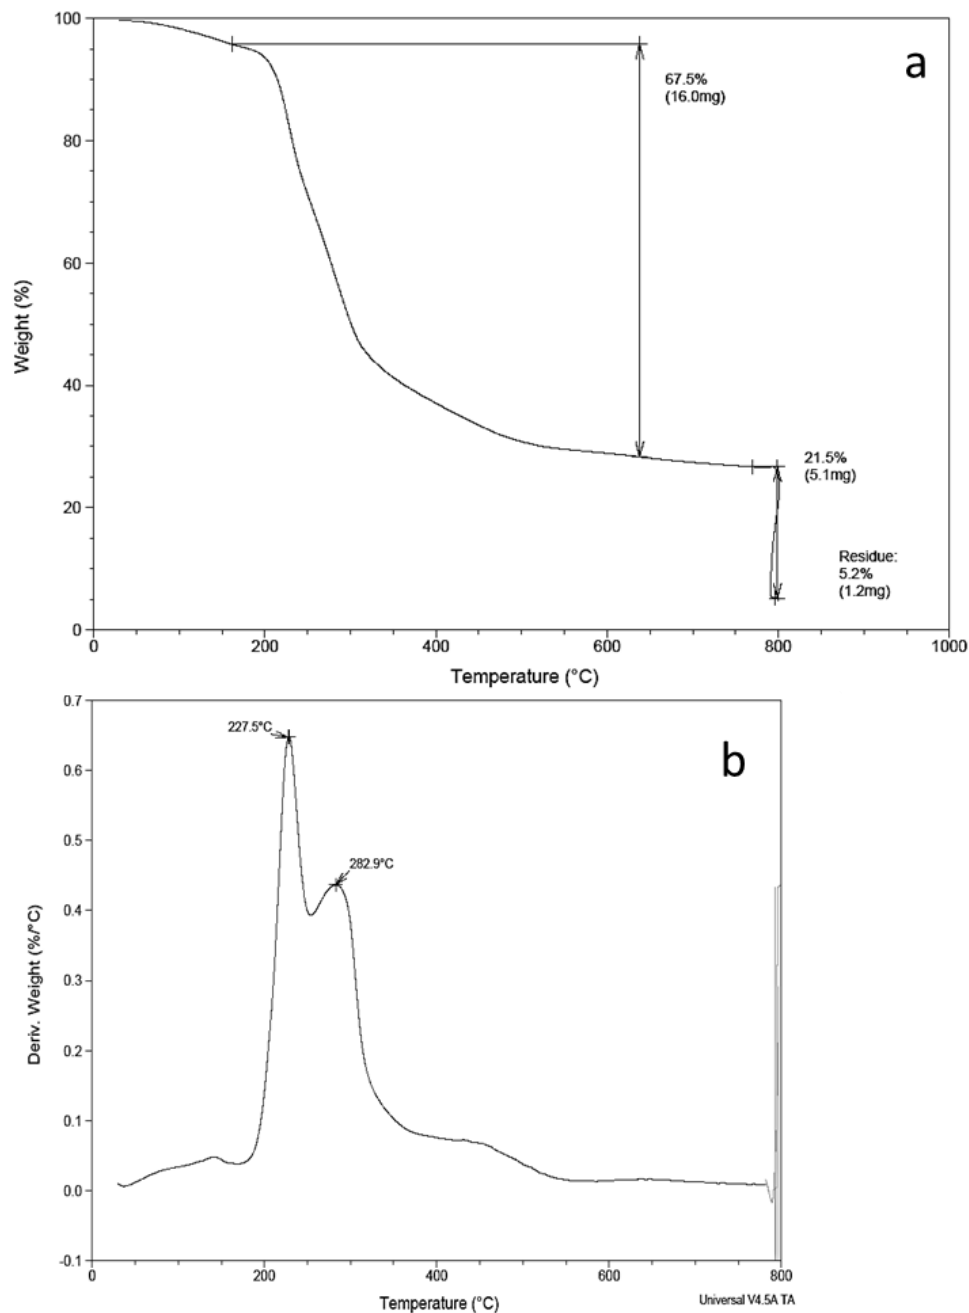 a
100
80
60
40
20
0
Weight (%)
67.5%
(16.0mg)
21.5%
(5.1mg)
Residue:
5.2%
(1.2mg)
0
200
400
600
800
1000
Temperature (°C)
b
0.7
0.6
0.5
0.4
0.3
0.2
0.1
0.0
-0.1
Deriv. Weight (%/°C)
227.5°C
282.9°C
0
200
400
600
800
Temperature (°C)
Universal V4.5A TA